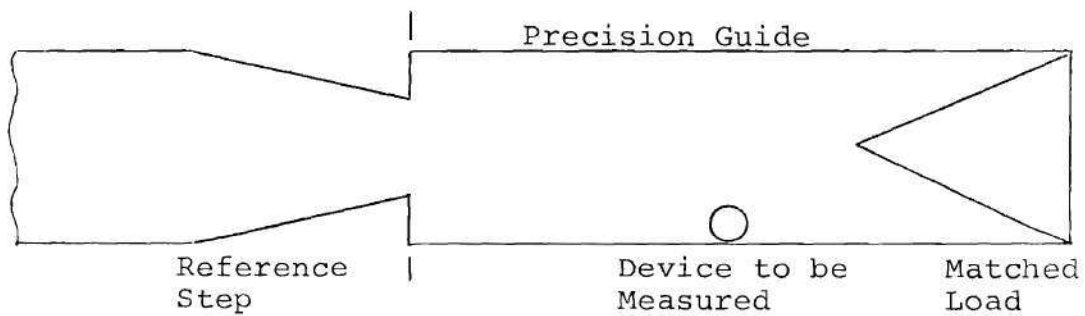 Precision Guide
Reference
Step
Device to be
Measured
Matched
Load